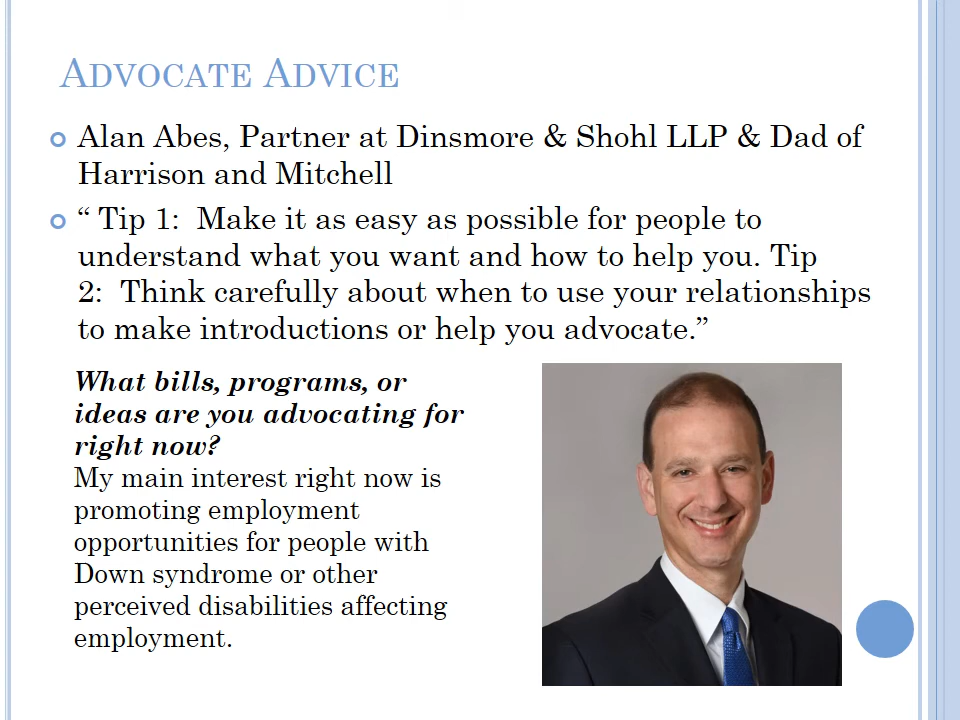 Advocate Advice
Alan Abes, Partner at Dinsmore & Shohl LLP & Dad of
Harrison and Mitchell
“ Tip 1:  Make it as easy as possible for people to
understand what you want and how to help you. Tip
2:  Think carefully about when to use your relationships
to make introductions or help you advocate.”
What bills, programs, or
ideas are you advocating for
right now?
My main interest right now is
promoting employment
opportunities for people with
Down syndrome or other
perceived disabilities affecting
employment.